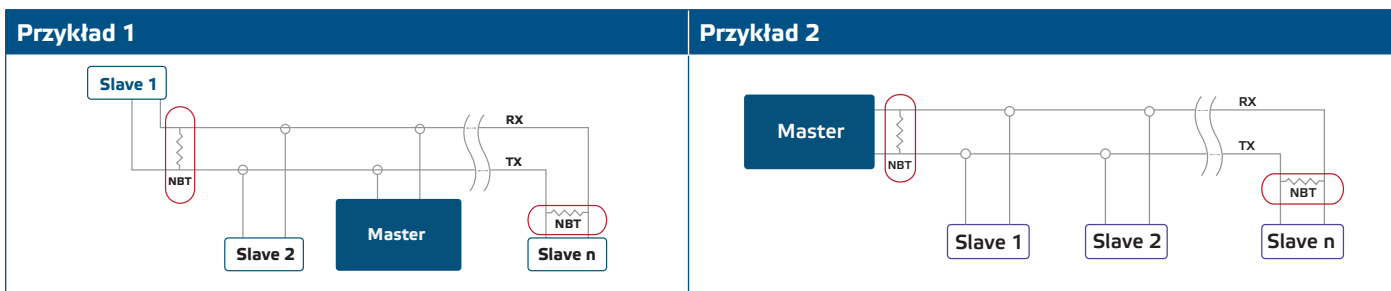 Przykład 1
Slave 1
RX
TX
NBT
NBT
Master
Slave 2
Slave n
Przykład 2
RX
Master
TX
NBT
NBT
Slave 1
Slave 2
Slave n